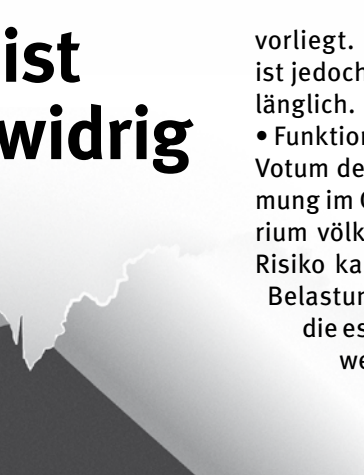 ist
widrig
vorliegt.
ist jedoch
länglich.
• Funktion
Votum de
mung im
rium völk
Risiko ka
Belastun
die es
we